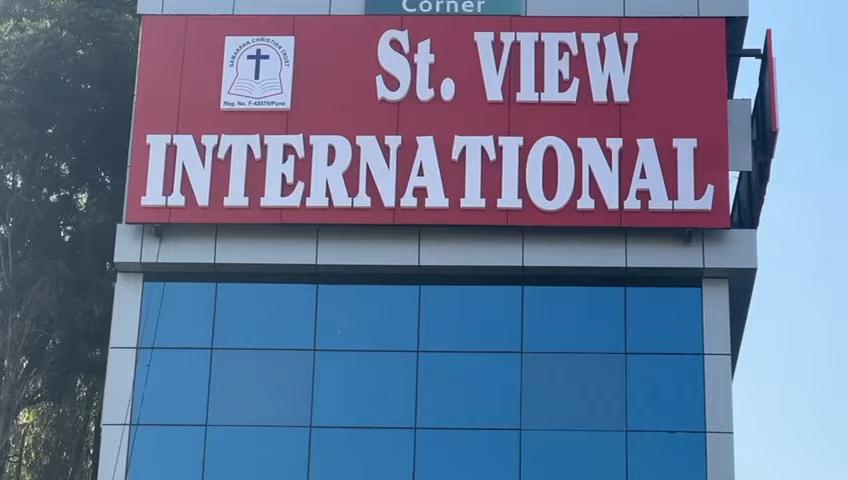 Corner
St. VIEW
INTERNATIONAL
SAMARPAN CHRISTIAN TRUST
Reg. No. F-43579/Pune